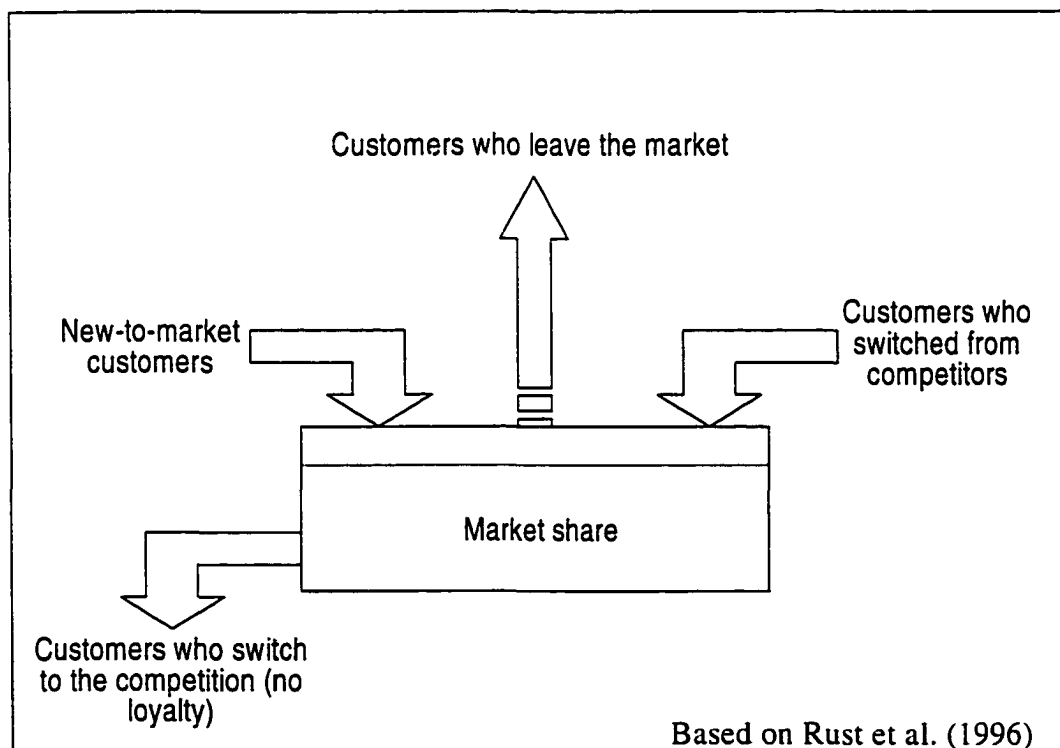 Customers who leave the market
New-to-market
customers
Customers who
switched from
competitors
Market share
Customers who switch
to the competition (no
loyalty)
Based on Rust et al. (1996)